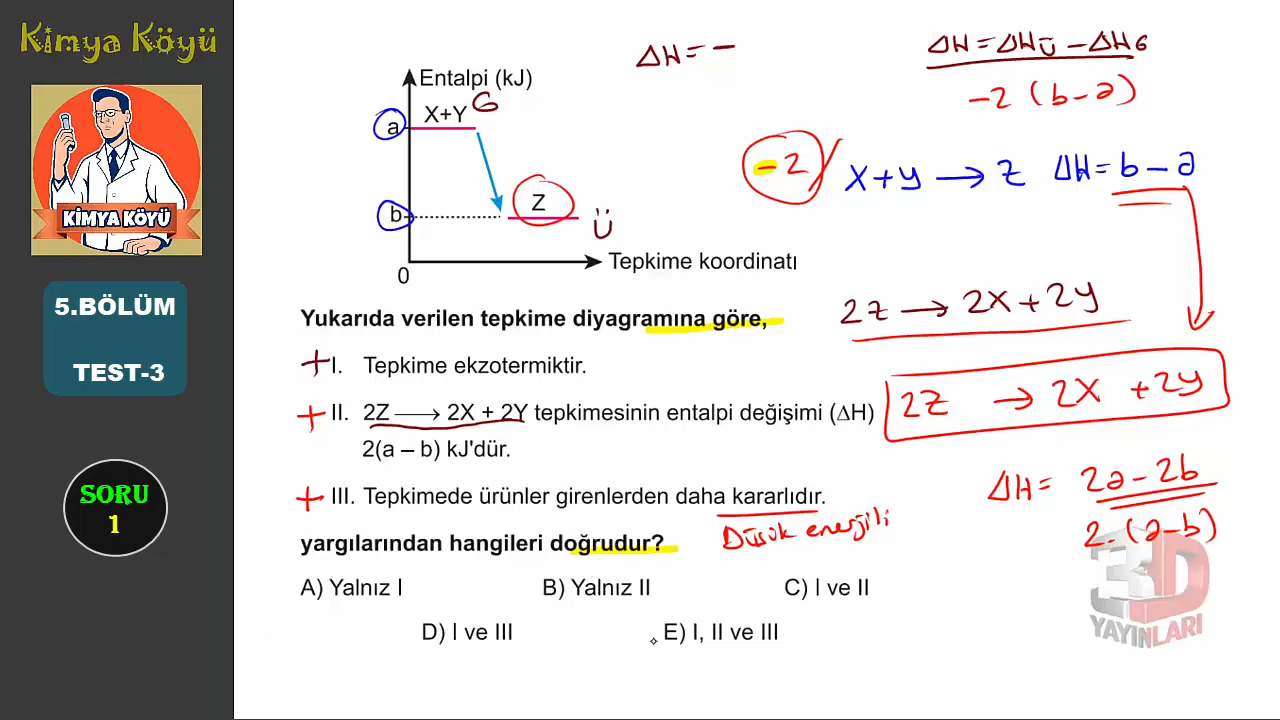 Kimya Köyü
KİMYA KÖYÜ
5.BÖLÜM
TEST-3
SORU
1
Entalpi (kJ)
a
X+Y G
b
Z
Ü
0
Tepkime koordinatı
ΔH = −
ΔH = ΔHü − ΔHG
−2 (b − a)
−2
X+Y → Z ΔH = b − a
2Z → 2X + 2Y
2Z → 2X + 2Y
ΔH = 2a − 2b
2.(a−b)
Yukarıda verilen tepkime diyagramına göre,
+ I. Tepkime ekzotermiktir.
+ II. 2Z ⟶ 2X + 2Y tepkimesinin entalpi değişimi (ΔH)
2(a – b) kJ'dür.
+ III. Tepkimede ürünler girenlerden daha kararlıdır.
Düşük enerjili
yargılarından hangileri doğrudur?
A) Yalnız I B) Yalnız II C) I ve II
D) I ve III E) I, II ve III
3D
YAYINLARI